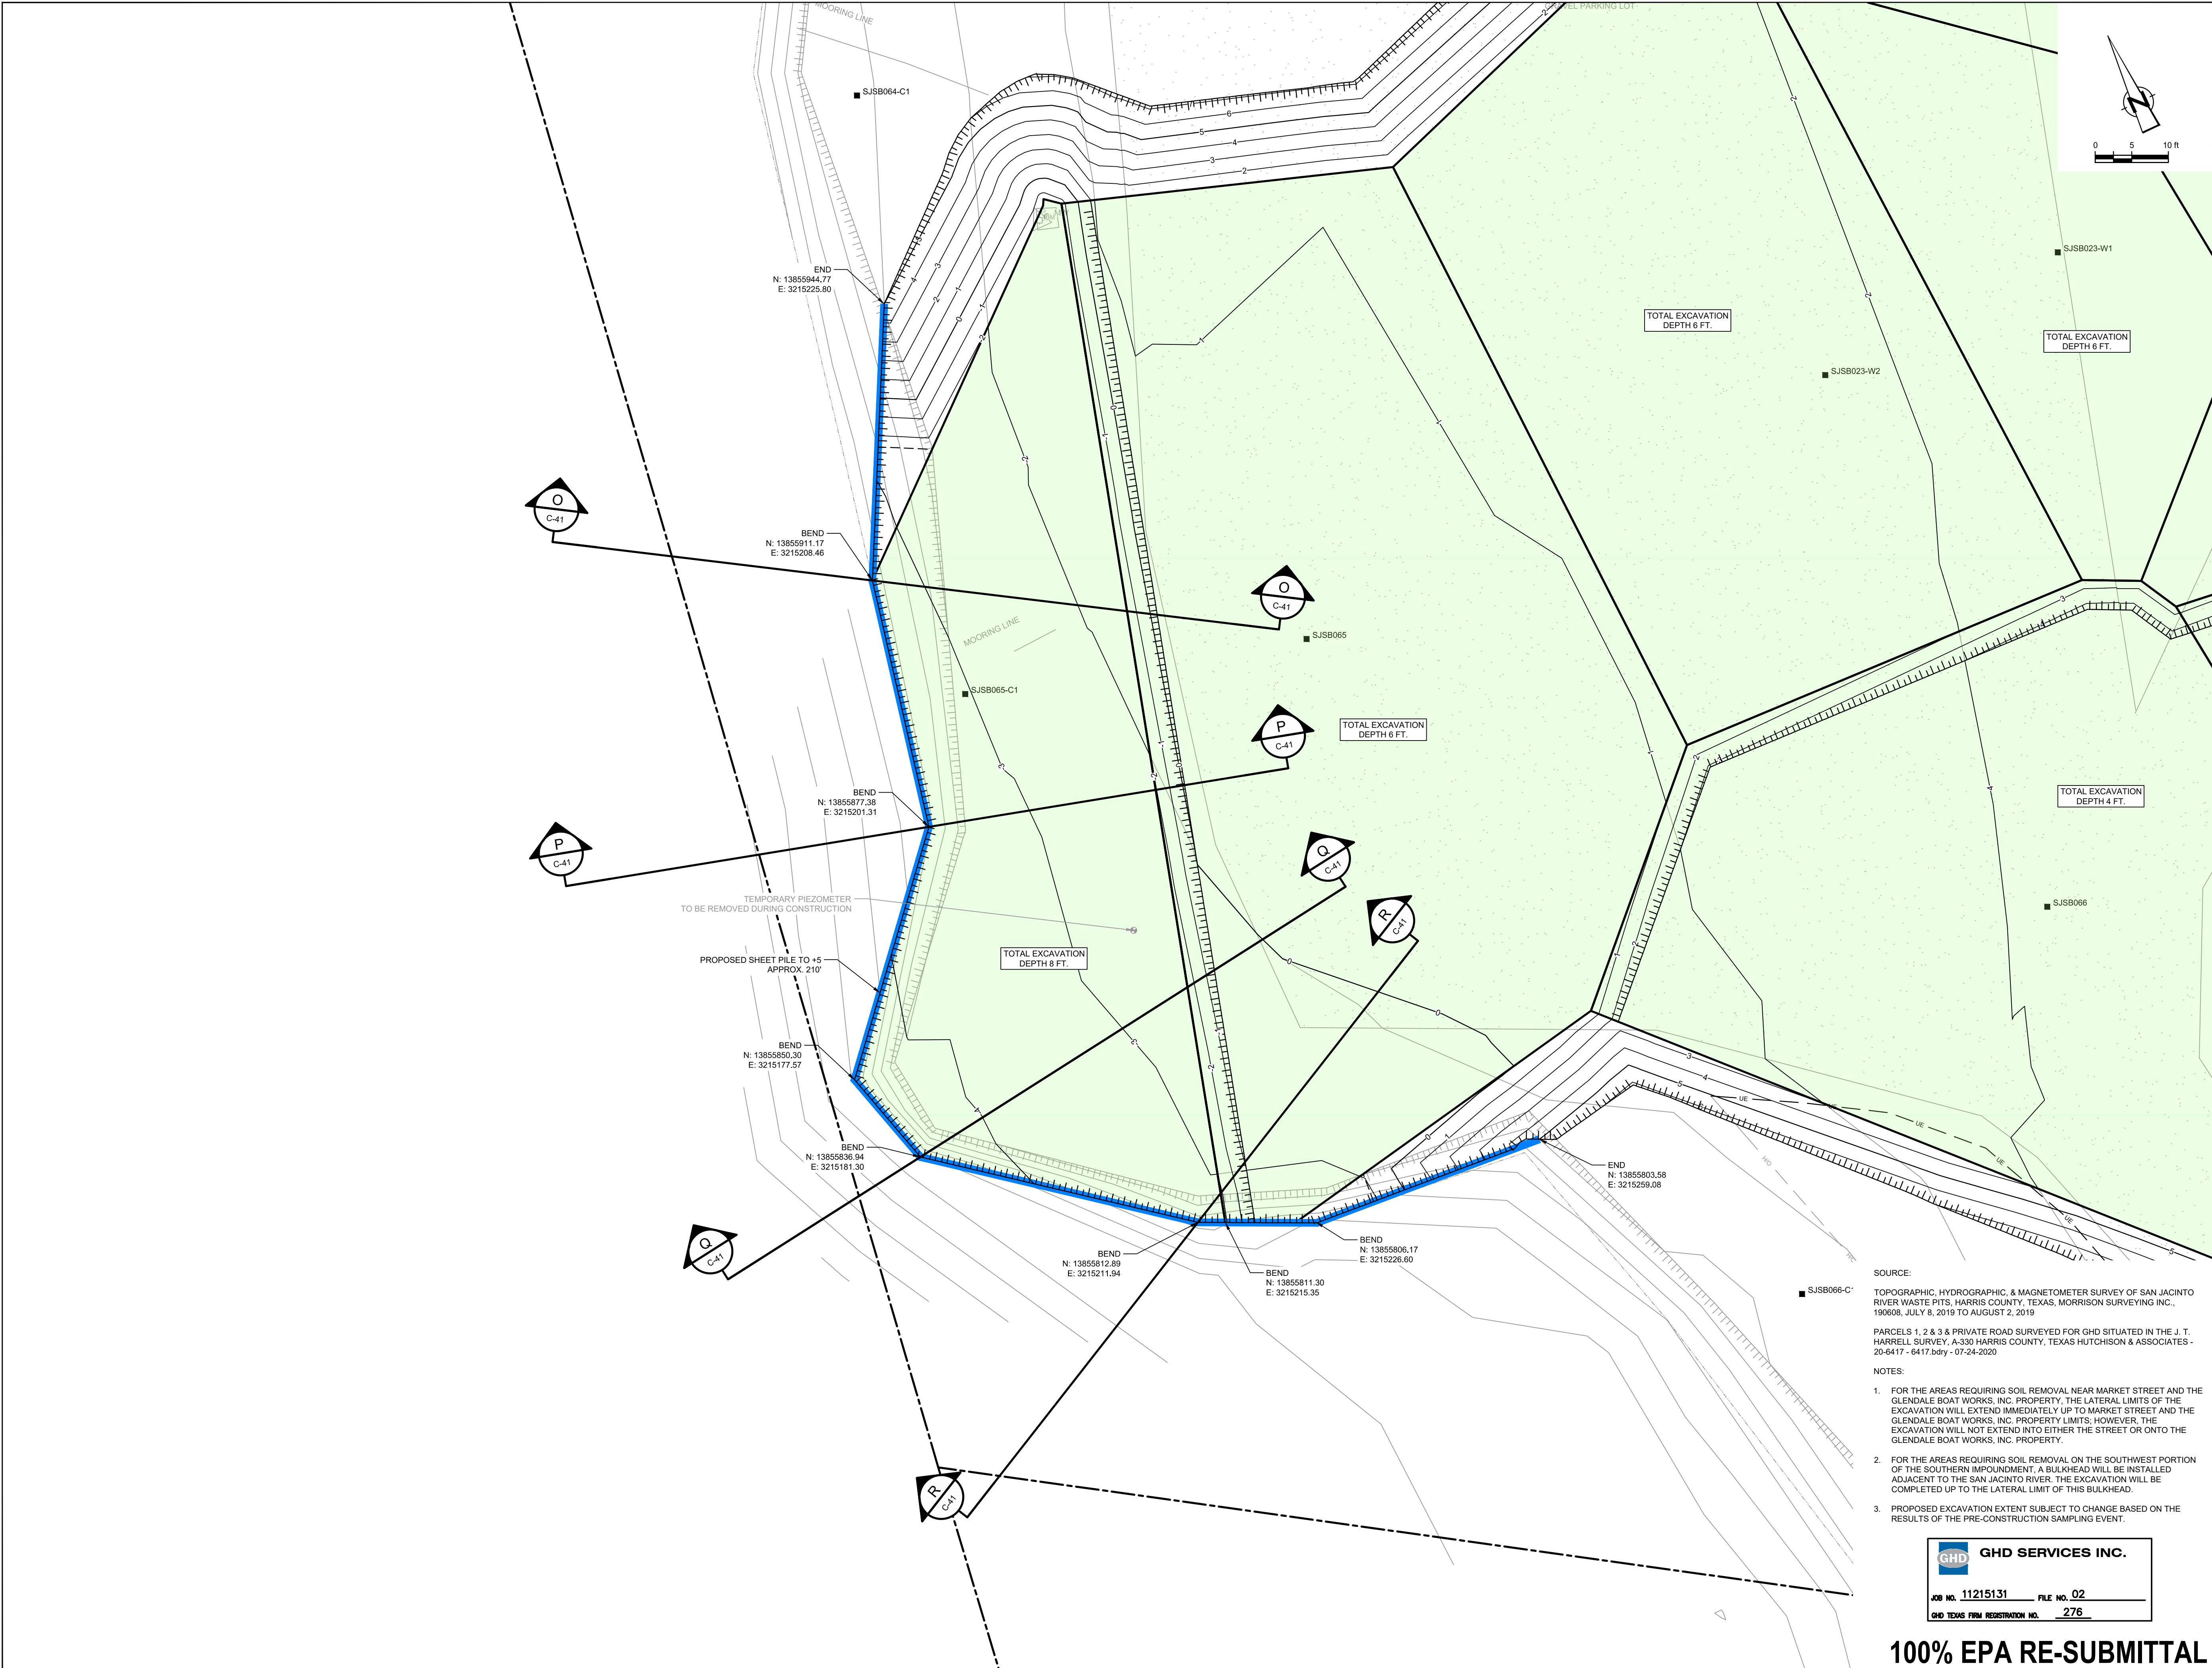 MOORING LINE
SJSB064-C1
6
5
4
3
2
0 5 10 ft
N
SJSB023-W1
END
N: 13855944.77
E: 3215225.80
TOTAL EXCAVATION
DEPTH 6 FT.
TOTAL EXCAVATION
DEPTH 6 FT.
SJSB023-W2
O
C-41
BEND
N: 13855911.17
E: 3215208.46
O
C-41
MOORING LINE
SJSB065
SJSB065-C1
P
C-41
TOTAL EXCAVATION
DEPTH 6 FT.
BEND
N: 13855877.38
E: 3215201.31
TOTAL EXCAVATION
DEPTH 4 FT.
P
C-41
Q
C-41
R
C-41
TEMPORARY PIEZOMETER
TO BE REMOVED DURING CONSTRUCTION
SJSB066
PROPOSED SHEET PILE TO +5
APPROX. 210'
TOTAL EXCAVATION
DEPTH 8 FT.
BEND
N: 13855850.30
E: 3215177.57
3
4
5
UE
UE
UE
UE
BEND
N: 13855836.94
E: 3215181.30
END
N: 13855803.58
E: 3215259.08
Q
C-41
BEND
N: 13855812.89
E: 3215211.94
BEND
N: 13855806.17
E: 3215226.60
BEND
N: 13855811.30
E: 3215215.35
SJSB066-C1
R
C-41
SOURCE:
TOPOGRAPHIC, HYDROGRAPHIC, & MAGNETOMETER SURVEY OF SAN JACINTO
RIVER WASTE PITS, HARRIS COUNTY, TEXAS, MORRISON SURVEYING INC.,
190608, JULY 8, 2019 TO AUGUST 2, 2019
PARCELS 1, 2 & 3 & PRIVATE ROAD SURVEYED FOR GHD SITUATED IN THE J. T.
HARRELL SURVEY, A-330 HARRIS COUNTY, TEXAS HUTCHISON & ASSOCIATES -
20-6417 - 6417.bdry - 07-24-2020
NOTES:
1. FOR THE AREAS REQUIRING SOIL REMOVAL NEAR MARKET STREET AND THE
GLENDALE BOAT WORKS, INC. PROPERTY, THE LATERAL LIMITS OF THE
EXCAVATION WILL EXTEND IMMEDIATELY UP TO MARKET STREET AND THE
GLENDALE BOAT WORKS, INC. PROPERTY LIMITS; HOWEVER, THE
EXCAVATION WILL NOT EXTEND INTO EITHER THE STREET OR ONTO THE
GLENDALE BOAT WORKS, INC. PROPERTY.
2. FOR THE AREAS REQUIRING SOIL REMOVAL ON THE SOUTHWEST PORTION
OF THE SOUTHERN IMPOUNDMENT, A BULKHEAD WILL BE INSTALLED
ADJACENT TO THE SAN JACINTO RIVER. THE EXCAVATION WILL BE
COMPLETED UP TO THE LATERAL LIMIT OF THIS BULKHEAD.
3. PROPOSED EXCAVATION EXTENT SUBJECT TO CHANGE BASED ON THE
RESULTS OF THE PRE-CONSTRUCTION SAMPLING EVENT.
GHD
GHD SERVICES INC.
JOB NO. 11215131 FILE NO. 02
GHD TEXAS FIRM REGISTRATION NO. 276
100% EPA RE-SUBMITTAL